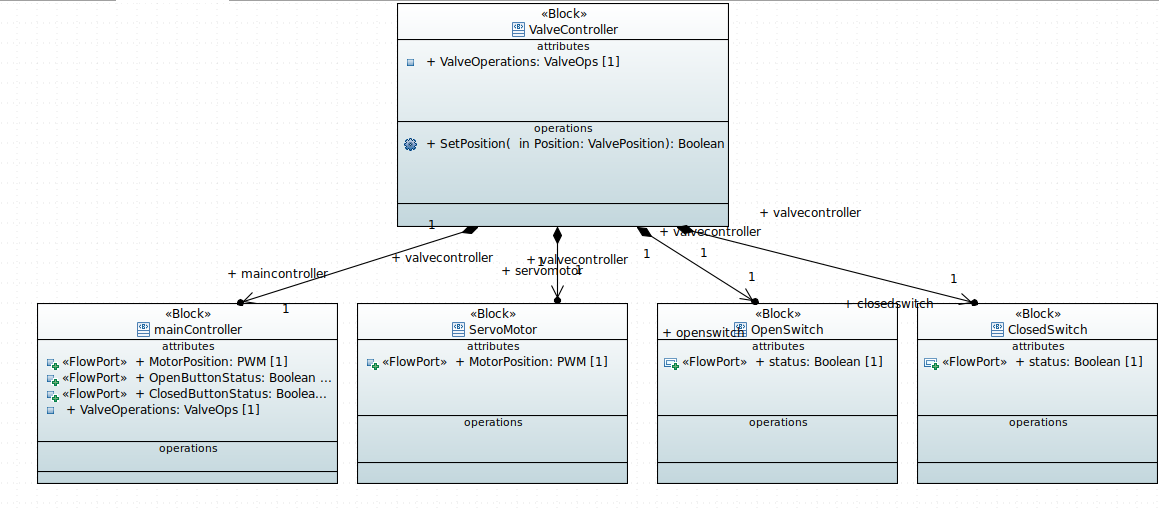 «Block»
ValveController
attributes
+ ValveOperations: ValveOps [1]
operations
+ SetPosition(  in Position: ValvePosition): Boolean
+ valvecontroller
1
+ valvecontroller
1
1
+ valvecontroller
+ valvecontroller
1
+ servomotor
1
+ maincontroller
1
1
1
+ closedswitch
+ openswitch
«Block»
mainController
attributes
«FlowPort»  + MotorPosition: PWM [1]
«FlowPort»  + OpenButtonStatus: Boolean ...
«FlowPort»  + ClosedButtonStatus: Boolea...
+ ValveOperations: ValveOps [1]
operations
«Block»
ServoMotor
attributes
«FlowPort»  + MotorPosition: PWM [1]
operations
«Block»
OpenSwitch
attributes
«FlowPort»  + status: Boolean [1]
operations
«Block»
ClosedSwitch
attributes
«FlowPort»  + status: Boolean [1]
operations